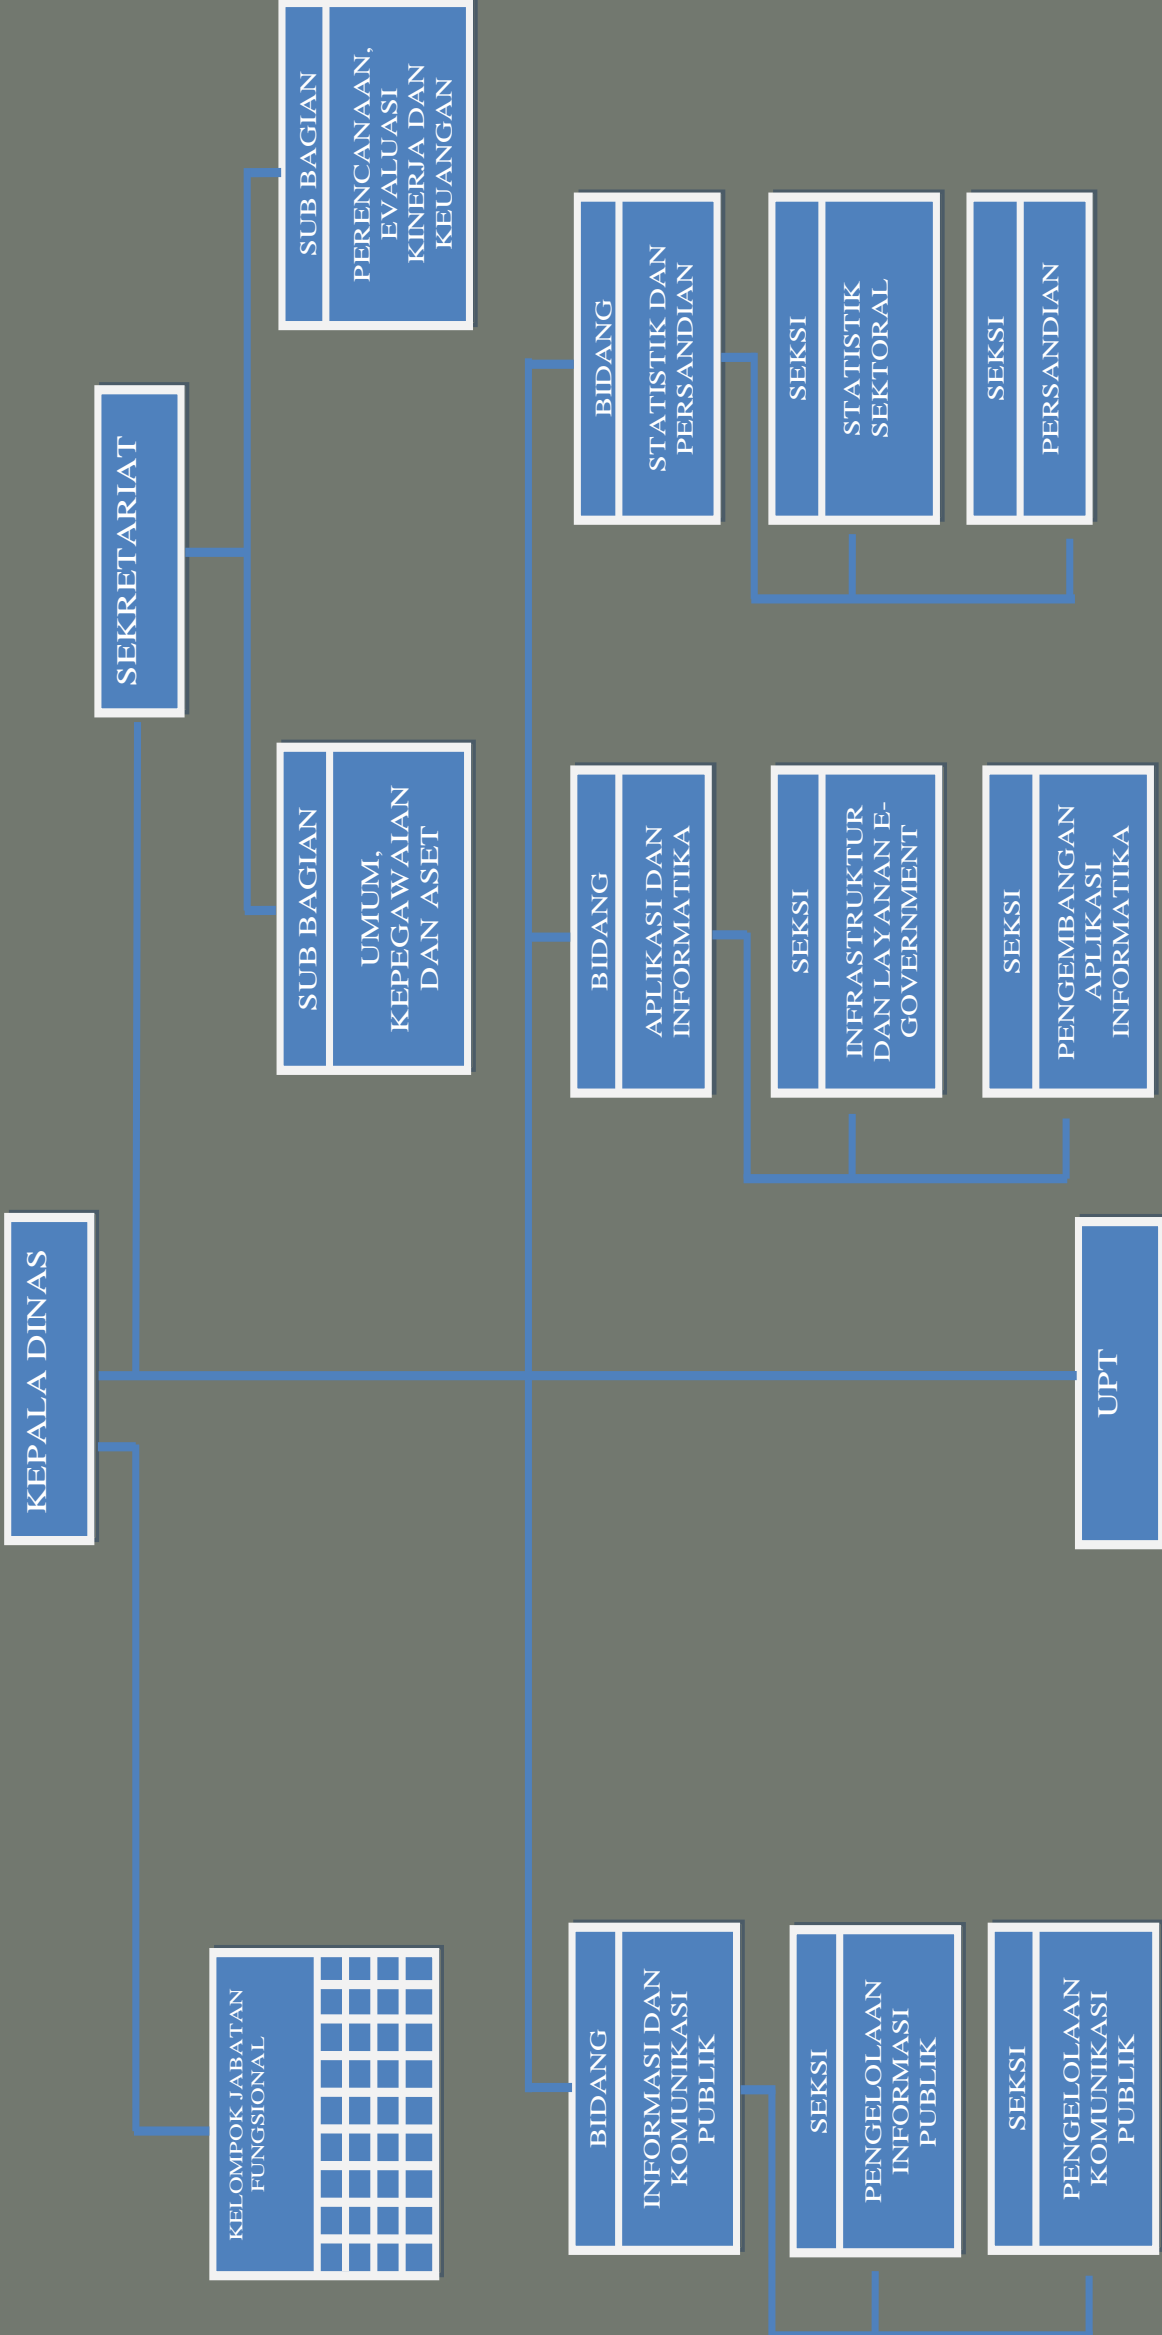 KEPALA DINAS
SEKRETARIAT
KELOMPOK JABATAN
FUNGSIONAL
SUB BAGIAN
UMUM,
KEPEGAWAIAN
DAN ASET
SUB BAGIAN
PERENCANAAN,
EVALUASI
KINERJA DAN
KEUANGAN
BIDANG
INFORMASI DAN
KOMUNIKASI
PUBLIK
BIDANG
APLIKASI DAN
INFORMATIKA
BIDANG
STATISTIK DAN
PERSANDIAN
SEKSI
PENGELOLAAN
INFORMASI
PUBLIK
SEKSI
INFRASTRUKTUR
DAN LAYANAN E-
GOVERNMENT
SEKSI
STATISTIK
SEKTORAL
SEKSI
PENGELOLAAN
KOMUNIKASI
PUBLIK
SEKSI
PENGEMBANGAN
APLIKASI
INFORMATIKA
SEKSI
PERSANDIAN
UPT